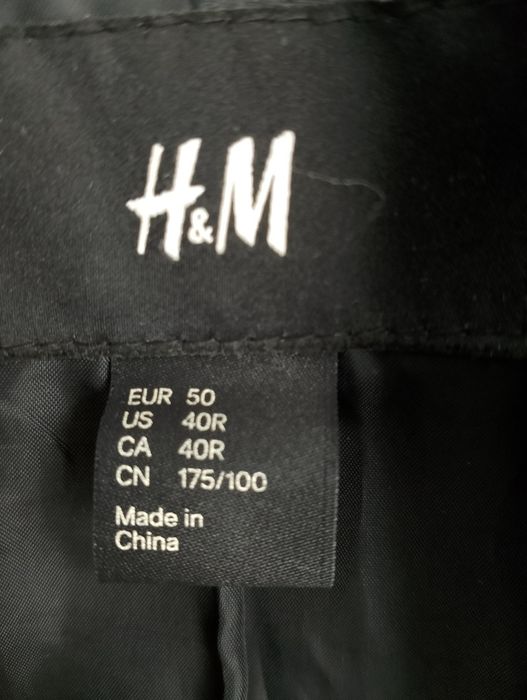 H&M
EUR 50
US 40R
CA 40R
CN 175/100
Made in
China